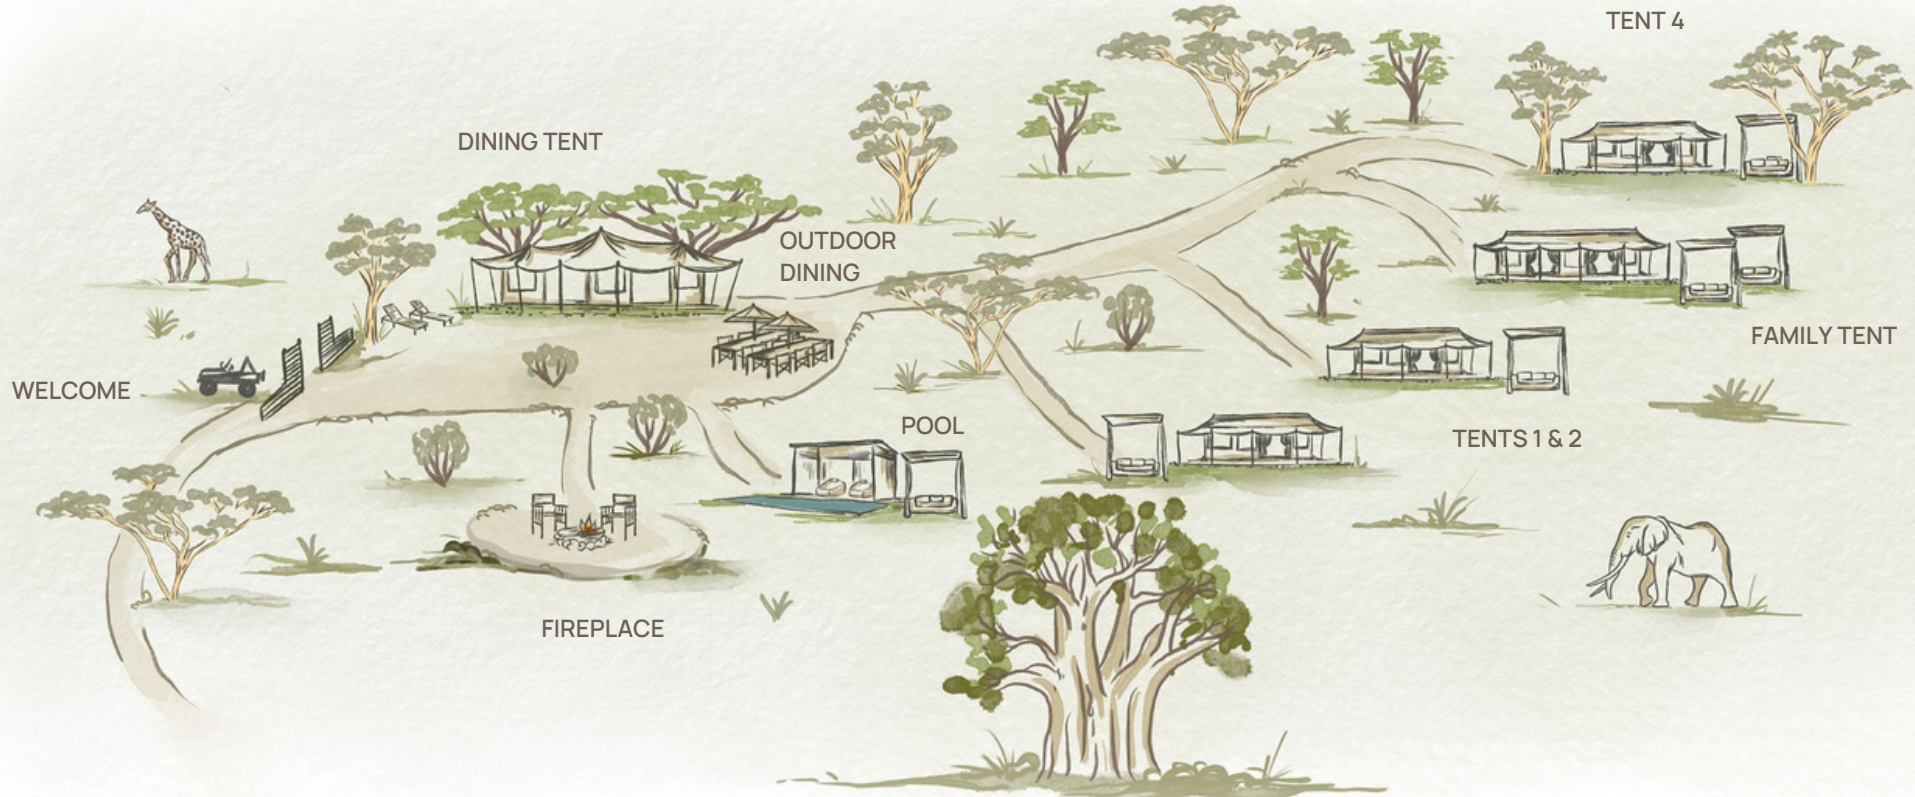 TENT 4
DINING TENT
OUTDOOR
DINING
FAMILY TENT
WELCOME
POOL
TENTS 1 & 2
FIREPLACE